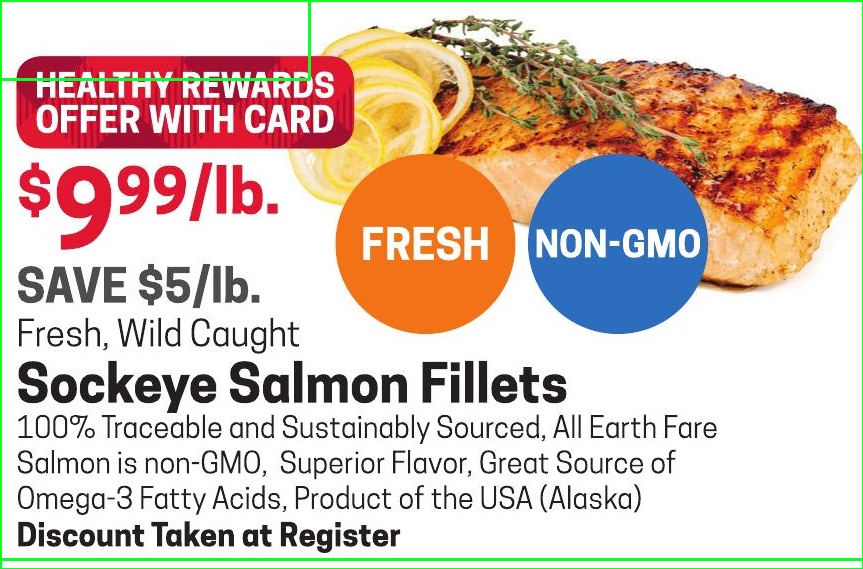 HEALTHY REWARDS
OFFER WITH CARD
$9.99/lb.
SAVE $5/lb.
FRESH
NON-GMO
Fresh, Wild Caught
Sockeye Salmon Fillets
100% Traceable and Sustainably Sourced, All Earth Fare
Salmon is non-GMO,  Superior Flavor, Great Source of
Omega-3 Fatty Acids, Product of the USA (Alaska)
Discount Taken at Register